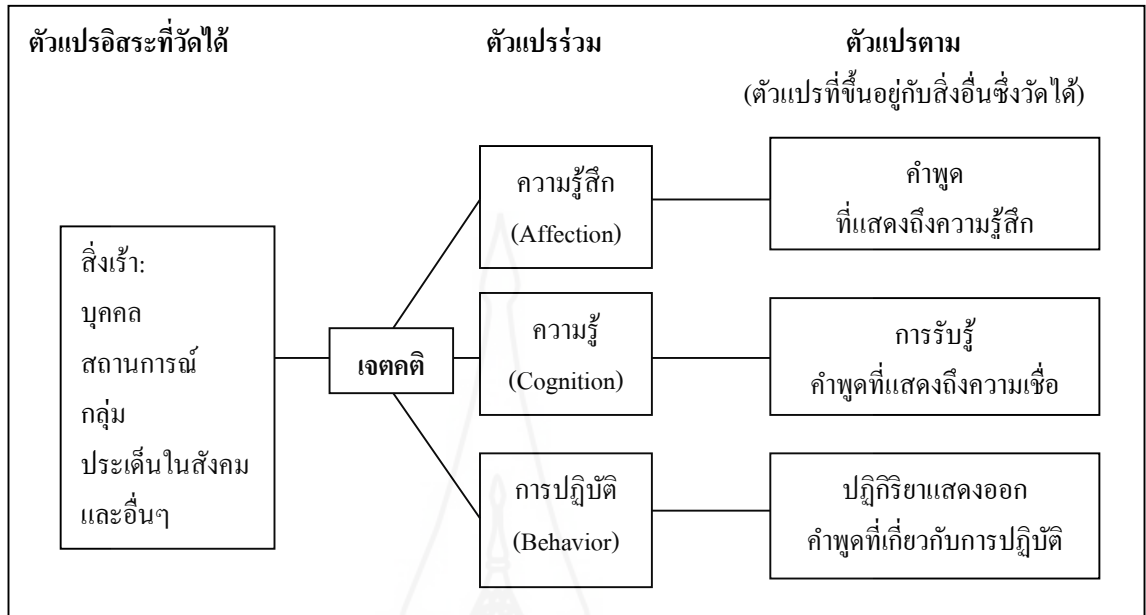 ตัวแปรอิสระที่วัดได้
ตัวแปรร่วม
ตัวแปรตาม
(ตัวแปรที่ขึ้นอยู่กับสิ่งอื่นซึ่งวัดได้)
สิ่งเร้า:
บุคคล
สถานการณ์
กลุ่ม
ประเด็นในสังคม
และอื่นๆ
เจตคติ
ความรู้สึก
(Affection)
คำพูด
ที่แสดงถึงความรู้สึก
ความรู้
(Cognition)
การรับรู้
คำพูดที่แสดงถึงความเชื่อ
การปฏิบัติ
(Behavior)
ปฏิกิริยาแสดงออก
คำพูดที่เกี่ยวกับการปฏิบัติ